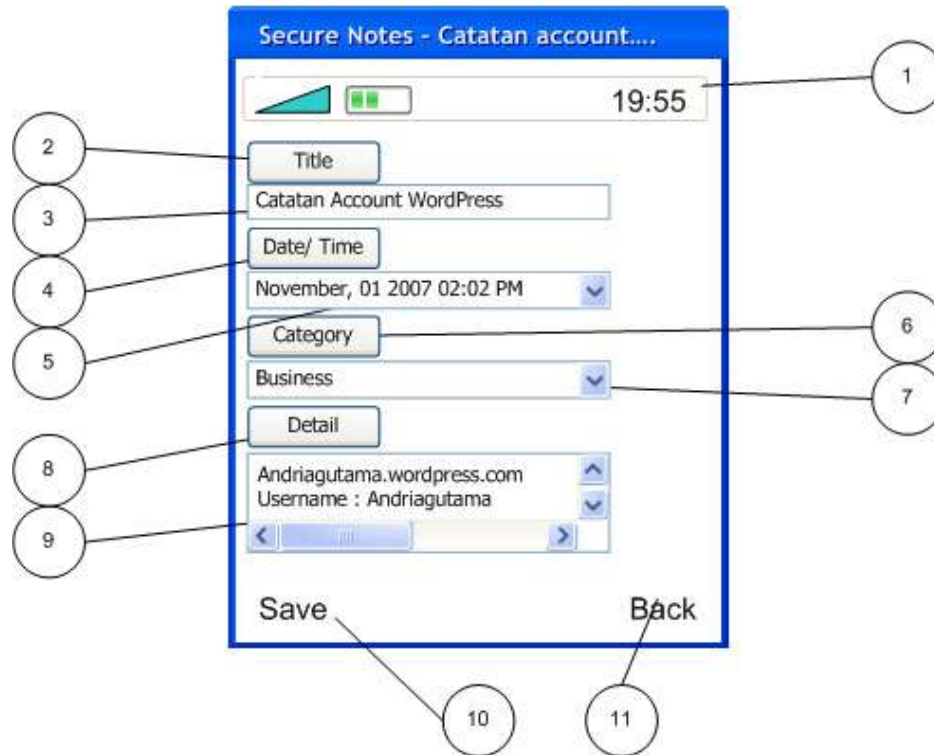 Secure Notes - Catatan account....
1
19:55
2
Title
3
Catatan Account WordPress
Date/ Time
4
November, 01 2007 02:02 PM
5
Category
6
Business
7
Detail
8
Andriagutama.wordpress.com
Username : Andriagutama
9
Save
Back
10
11